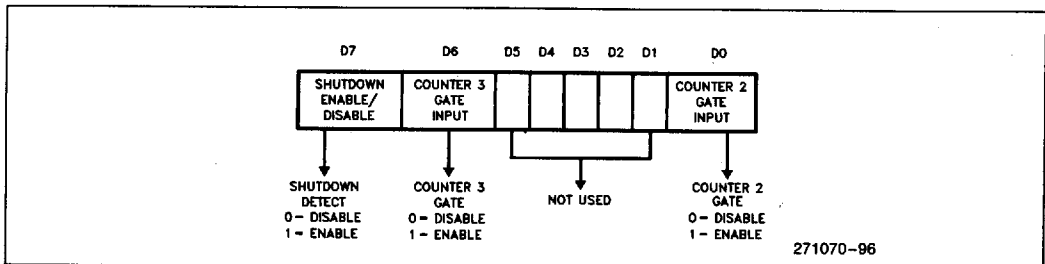 D7 D6 D5 D4 D3 D2 D1 D0
SHUTDOWN
ENABLE/
DISABLE
COUNTER 3
GATE
INPUT
COUNTER 2
GATE
INPUT
SHUTDOWN
DETECT
0– DISABLE
1 – ENABLE
COUNTER 3
GATE
0– DISABLE
1 – ENABLE
NOT USED
COUNTER 2
GATE
0– DISABLE
1 – ENABLE
271070–96